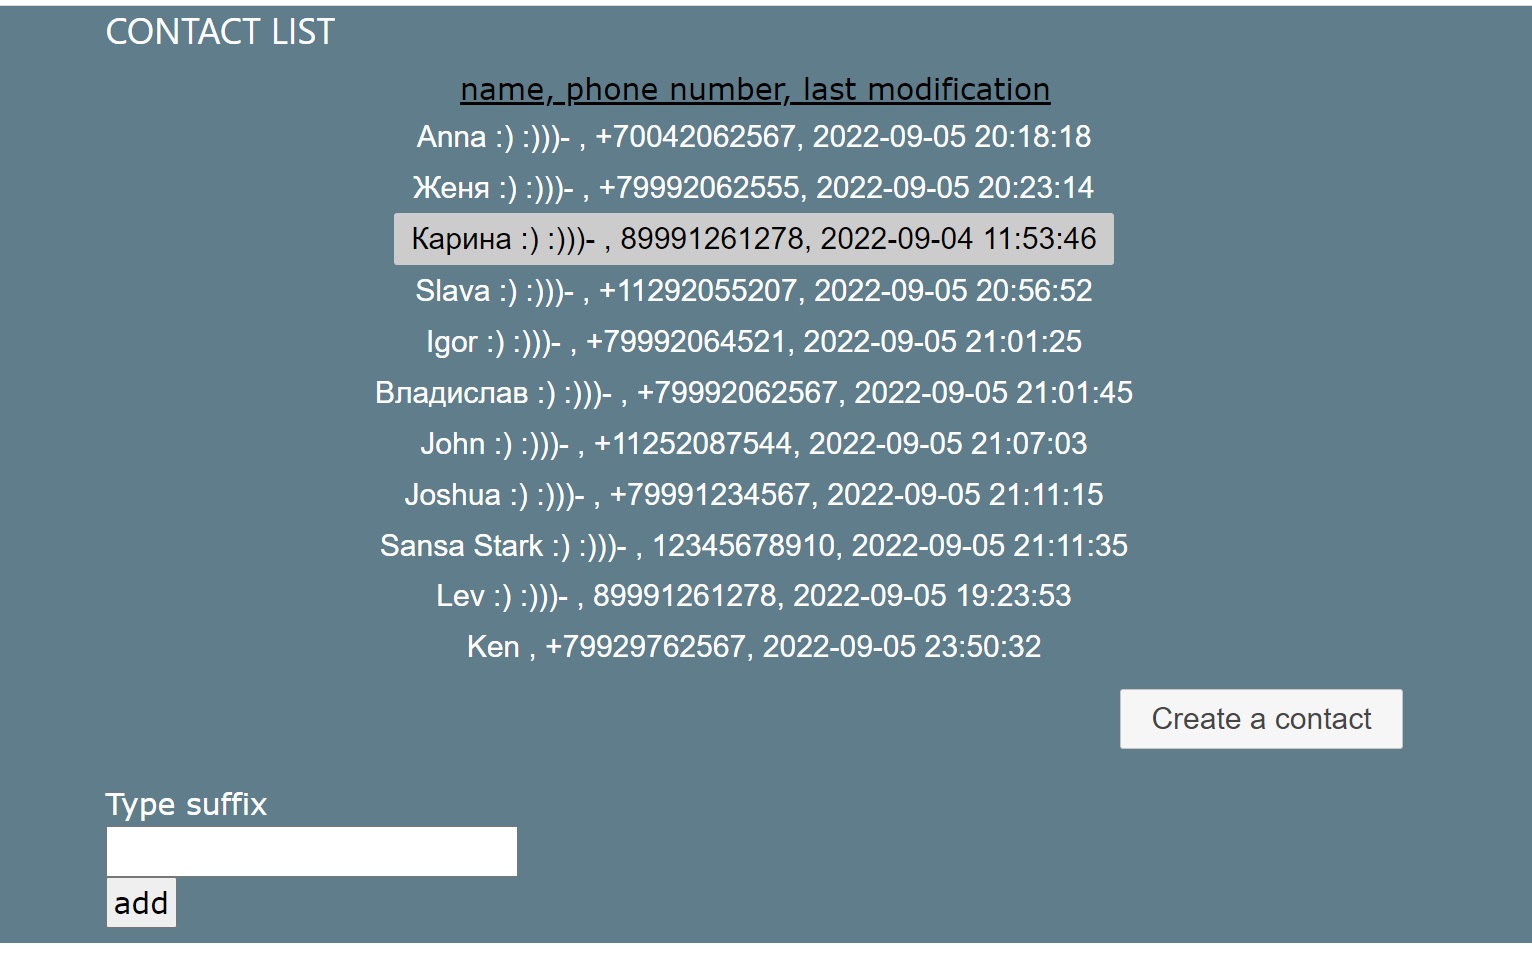 CONTACT LIST
name, phone number, last modification
Anna :) :)))- , +70042062567, 2022-09-05 20:18:18
Женя :) :)))- , +79992062555, 2022-09-05 20:23:14
Карина :) :)))- , 89991261278, 2022-09-04 11:53:46
Slava :) :)))- , +11292055207, 2022-09-05 20:56:52
Igor :) :)))- , +79992064521, 2022-09-05 21:01:25
Владислав :) :)))- , +79992062567, 2022-09-05 21:01:45
John :) :)))- , +11252087544, 2022-09-05 21:07:03
Joshua :) :)))- , +79991234567, 2022-09-05 21:11:15
Sansa Stark :) :)))- , 12345678910, 2022-09-05 21:11:35
Lev :) :)))- , 89991261278, 2022-09-05 19:23:53
Ken , +79929762567, 2022-09-05 23:50:32
Create a contact
Type suffix
add